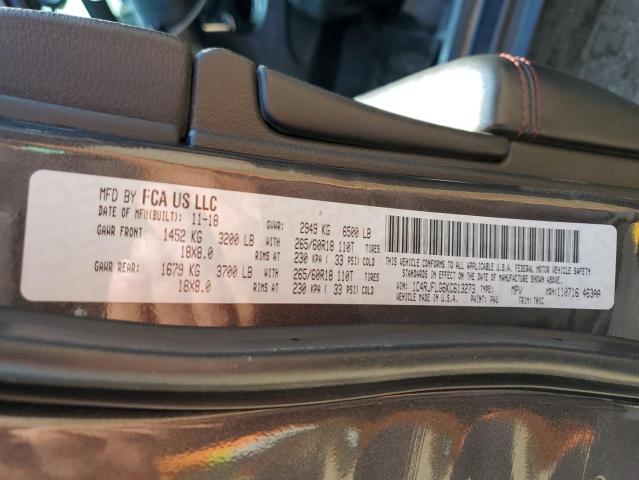 MFD BY FCA US LLC
DATE OF MFR(BUILT): 11-18 GVWR: 2949 KG 6500 LB
GAWR FRONT: 1452 KG 3200 LB WITH 265/60R18 110T TIRES
18X8.0 RIMS AT 230 KPA ( 33 PSI) COLD
GAWR REAR: 1679 KG 3700 LB WITH 265/60R18 110T TIRES
18X8.0 RIMS AT 230 KPA ( 33 PSI) COLD
THIS VEHICLE CONFORMS TO ALL APPLICABLE U.S.A. FEDERAL MOTOR VEHICLE SAFETY
STANDARDS IN EFFECT ON THE DATE OF MANUFACTURE SHOWN ABOVE.
VIN: 1C4RJFLG6KC613273 TYPE: MPV MDH:110716 463AA
MADE IN U.S.A. PAINT: PAU TRIM: